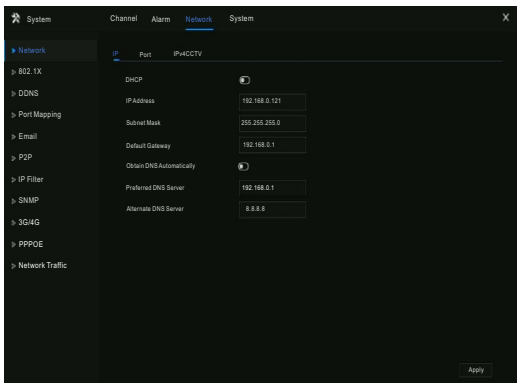 System
Channel Alarm Network System X
Network
802.1X
DDNS
Port Mapping
Email
P2P
IP Filter
SNMP
3G/4G
PPPOE
Network Traffic
IP Port IPv4CCTV
DHCP
IP Address 192.168.0.121
Subnet Mask 255.255.255.0
Default Gateway 192.168.0.1
Obtain DNS Automatically
Preferred DNS Server 192.168.0.1
Alternate DNS Server 8.8.8.8
Apply